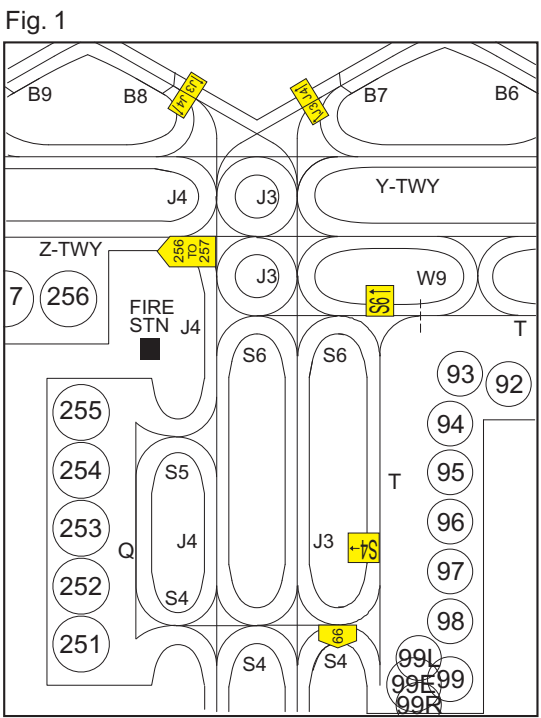 Fig. 1
B9
B8
J3 J4
J3 J4
B7
B6
J4
J3
Y-TWY
Z-TWY
256 TO 257
J3
W9
7
256
S6
FIRE
STN
J4
T
S6
S6
93
92
255
94
254
S5
T
95
253
96
Q
J4
J3
S4
252
97
S4
98
251
66
S4
S4
99L
99
99E
99R